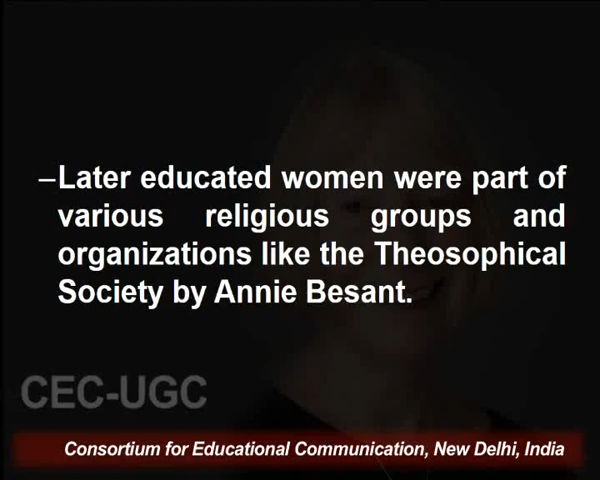 –Later educated women were part of
various religious groups and
organizations like the Theosophical
Society by Annie Besant.
CEC-UGC
Consortium for Educational Communication, New Delhi, India